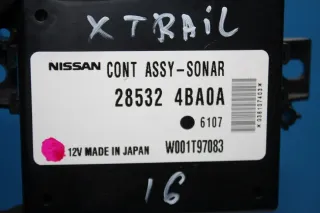 X TRAIL
NISSAN CONT ASSY-SONAR
28532 4BA0A
6107
12V MADE IN JAPAN W001T97083
16